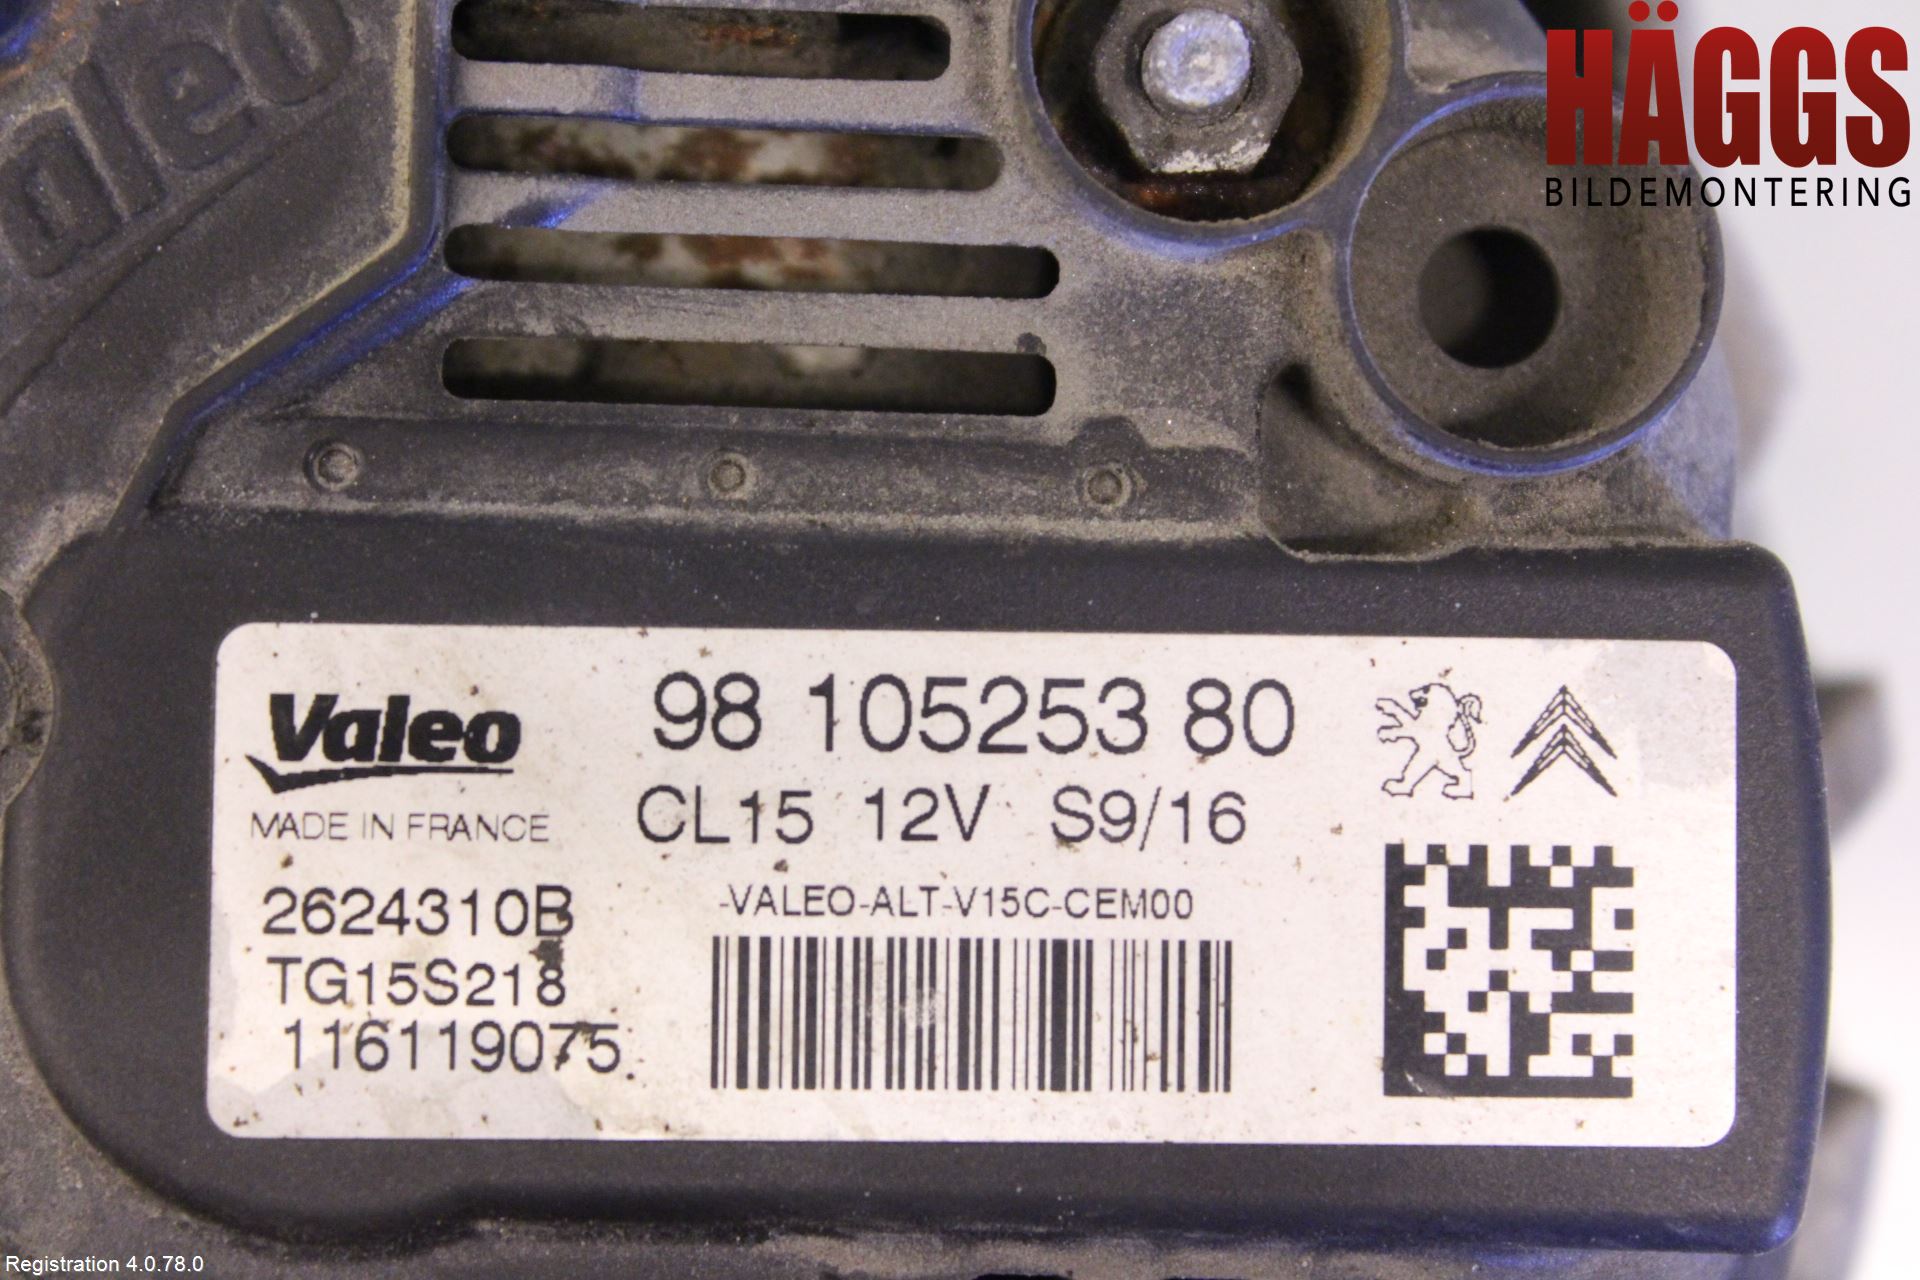 aleo
HÄGGS
BILDEMONTERING
Valeo
MADE IN FRANCE
98 105253 80
CL15 12V S9/16
2624310B
TG15S218
116119075
-VALEO-ALT-V15C-CEM00
Registration 4.0.78.0